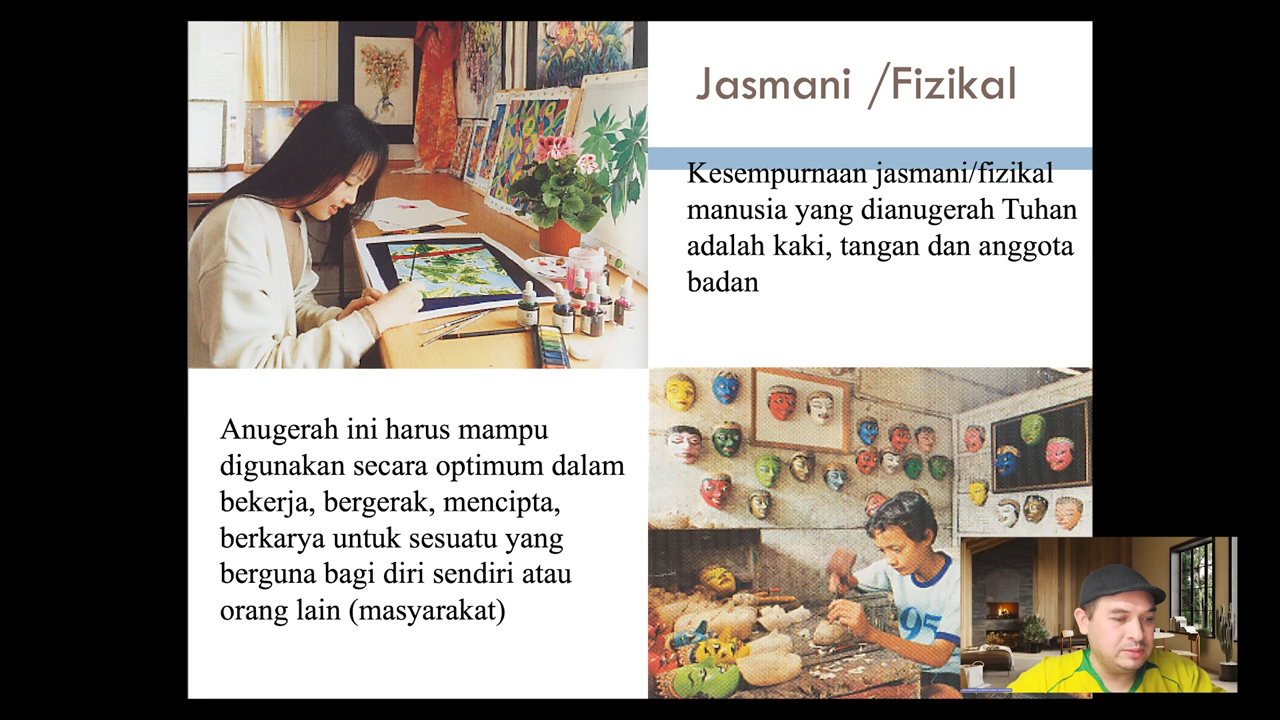 Jasmani /Fizikal
Kesempurnaan jasmani/fizikal
manusia yang dianugerah Tuhan
adalah kaki, tangan dan anggota
badan
Anugerah ini harus mampu
digunakan secara optimum dalam
bekerja, bergerak, mencipta,
berkarya untuk sesuatu yang
berguna bagi diri sendiri atau
orang lain (masyarakat)
95